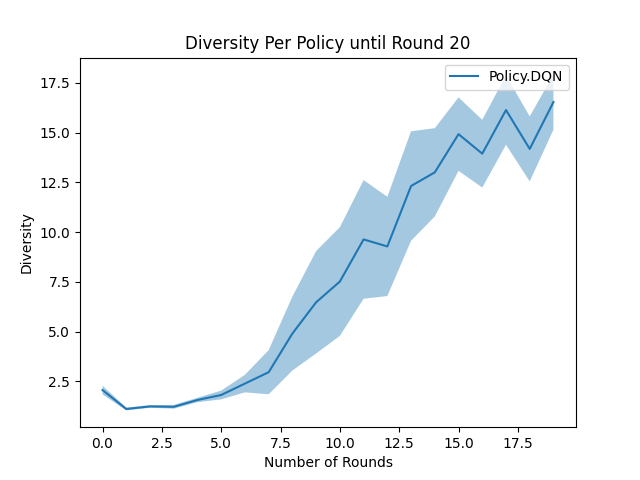 Diversity Per Policy until Round 20
Policy.DQN
17.5
15.0
12.5
10.0
7.5
5.0
2.5
Diversity
0.0 2.5 5.0 7.5 10.0 12.5 15.0 17.5
Number of Rounds